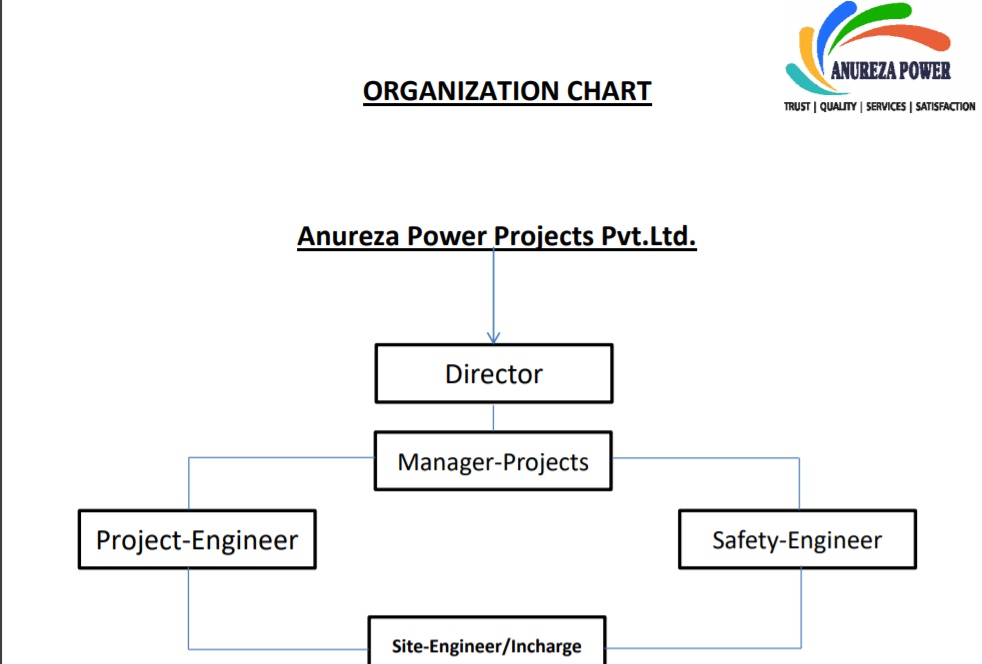 ANUREZA POWER
TRUST | QUALITY | SERVICES | SATISFACTION
ORGANIZATION CHART
Anureza Power Projects Pvt.Ltd.
Director
Manager-Projects
Project-Engineer
Safety-Engineer
Site-Engineer/Incharge